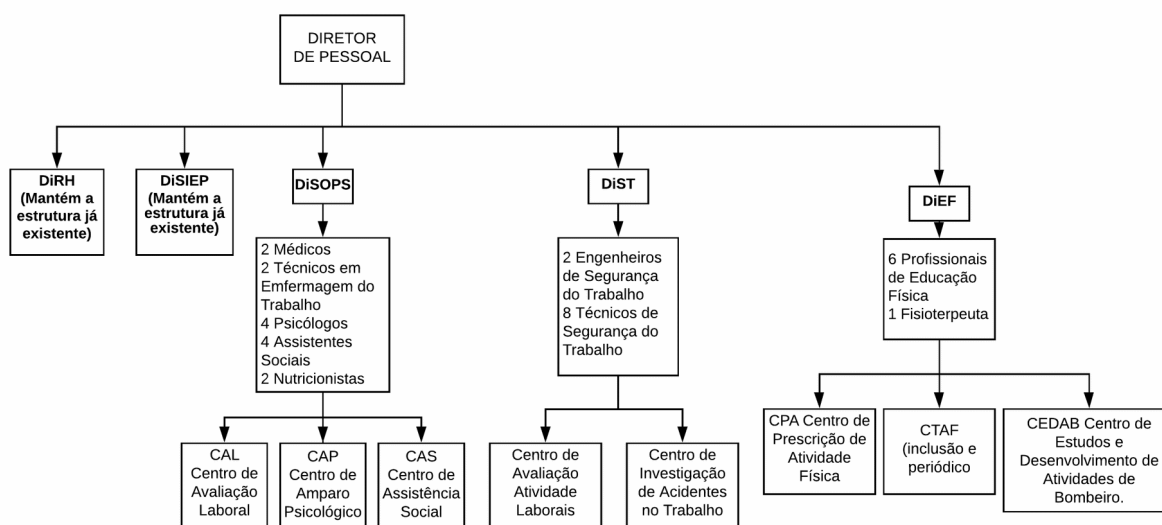 DIRETOR
DE PESSOAL
DiRH
(Mantém a
estrutura já
existente)
DiSIEP
(Mantém a
estrutura já
existente)
DiSOPS
DiST
DiEF
2 Médicos
2 Técnicos em
Emfermagem do
Trabalho
4 Psicólogos
4 Assistentes
Sociais
2 Nutricionistas
2 Engenheiros
de Segurança
do Trabalho
8 Técnicos de
Segurança do
Trabalho
6 Profissionais
de Educação
Física
1 Fisioterpeuta
CAL
Centro de
Avaliação
Laboral
CAP
Centro de
Amparo
Psicológico
CAS
Centro de
Assistência
Social
Centro de
Avaliação
Atividade
Laborais
Centro de
Investigação
de Acidentes
no Trabalho
CPA Centro de
Prescrição de
Atividade
Física
CTAF
(inclusão e
periódico
CEDAB Centro de
Estudos e
Desenvolvimento de
Atividades de
Bombeiro.